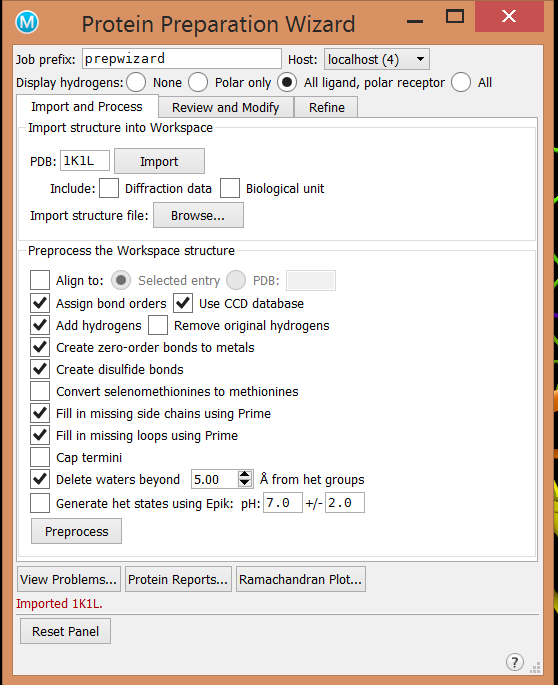 M Protein Preparation Wizard
Job prefix: prepwizard Host: localhost (4)
Display hydrogens: None Polar only All ligand, polar receptor All
Import and Process Review and Modify Refine
Import structure into Workspace
PDB: 1K1L Import
Include: Diffraction data Biological unit
Import structure file: Browse...
Preprocess the Workspace structure
Align to: Selected entry PDB:
Assign bond orders Use CCD database
Add hydrogens Remove original hydrogens
Create zero-order bonds to metals
Create disulfide bonds
Convert selenomethionines to methionines
Fill in missing side chains using Prime
Fill in missing loops using Prime
Cap termini
Delete waters beyond 5.00 Å from het groups
Generate het states using Epik: pH: 7.0 +/- 2.0
Preprocess
View Problems... Protein Reports... Ramachandran Plot...
Imported 1K1L.
Reset Panel
?